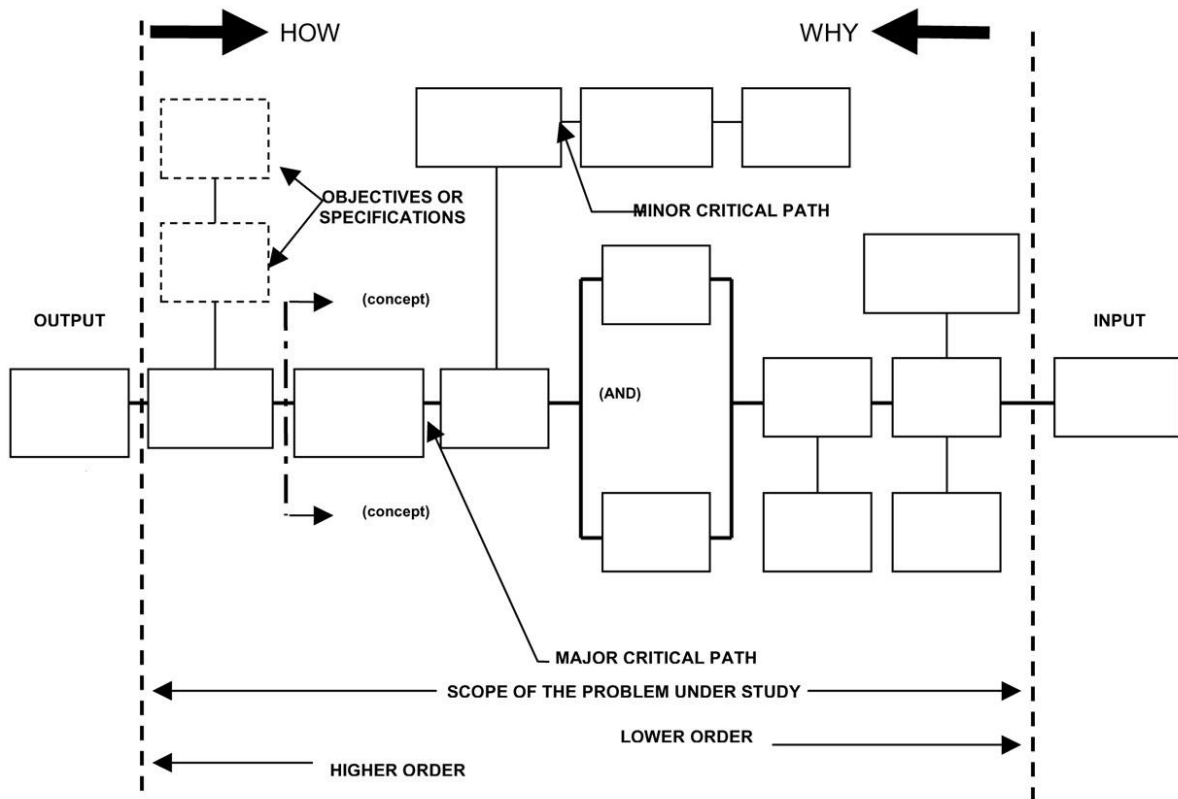 HOW
WHY
OBJECTIVES OR
SPECIFICATIONS
MINOR CRITICAL PATH
(concept)
OUTPUT
INPUT
(AND)
(concept)
MAJOR CRITICAL PATH
SCOPE OF THE PROBLEM UNDER STUDY
LOWER ORDER
HIGHER ORDER